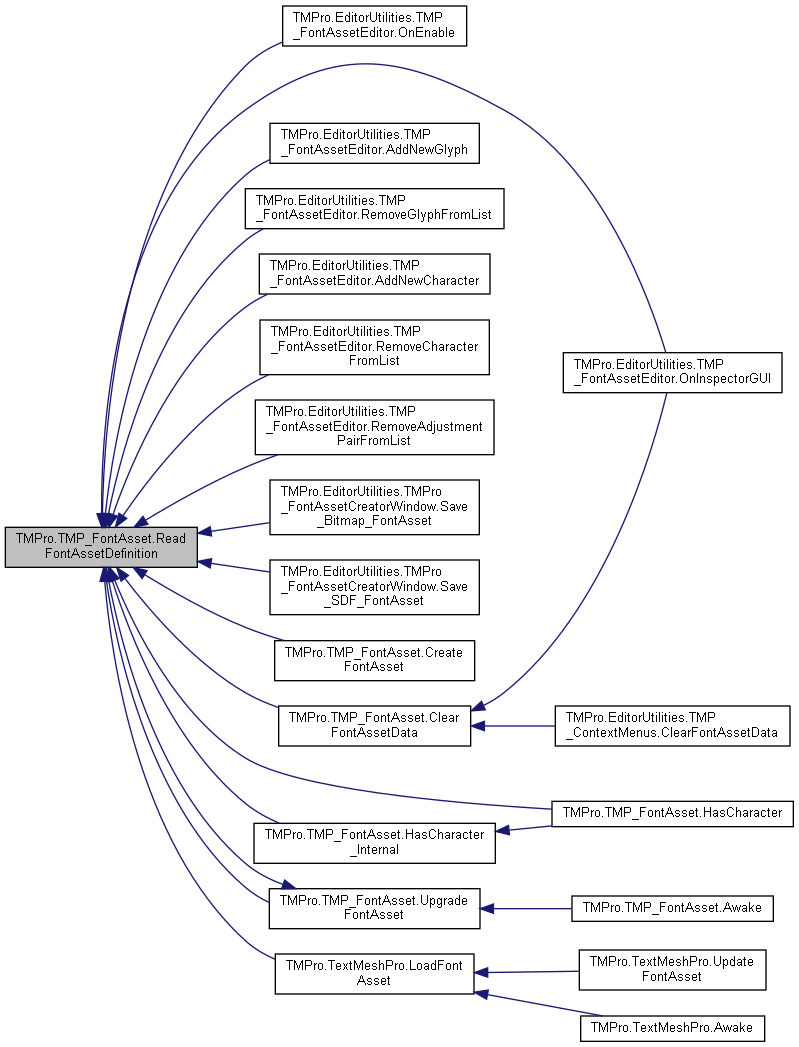 TMPro.EditorUtilities.TMP
_FontAssetEditor.OnEnable
TMPro.EditorUtilities.TMP
_FontAssetEditor.AddNewGlyph
TMPro.EditorUtilities.TMP
_FontAssetEditor.RemoveGlyphFromList
TMPro.EditorUtilities.TMP
_FontAssetEditor.AddNewCharacter
TMPro.EditorUtilities.TMP
_FontAssetEditor.RemoveCharacter
FromList
TMPro.EditorUtilities.TMP
_FontAssetEditor.OnInspectorGUI
TMPro.EditorUtilities.TMP
_FontAssetEditor.RemoveAdjustment
PairFromList
TMPro.EditorUtilities.TMPro
_FontAssetCreatorWindow.Save
_Bitmap_FontAsset
TMPro.TMP_FontAsset.Read
FontAssetDefinition
TMPro.EditorUtilities.TMPro
_FontAssetCreatorWindow.Save
_SDF_FontAsset
TMPro.TMP_FontAsset.Create
FontAsset
TMPro.TMP_FontAsset.Clear
FontAssetData
TMPro.EditorUtilities.TMP
_ContextMenus.ClearFontAssetData
TMPro.TMP_FontAsset.HasCharacter
TMPro.TMP_FontAsset.HasCharacter
_Internal
TMPro.TMP_FontAsset.Upgrade
FontAsset
TMPro.TMP_FontAsset.Awake
TMPro.TextMeshPro.LoadFont
Asset
TMPro.TextMeshPro.Update
FontAsset
TMPro.TextMeshPro.Awake